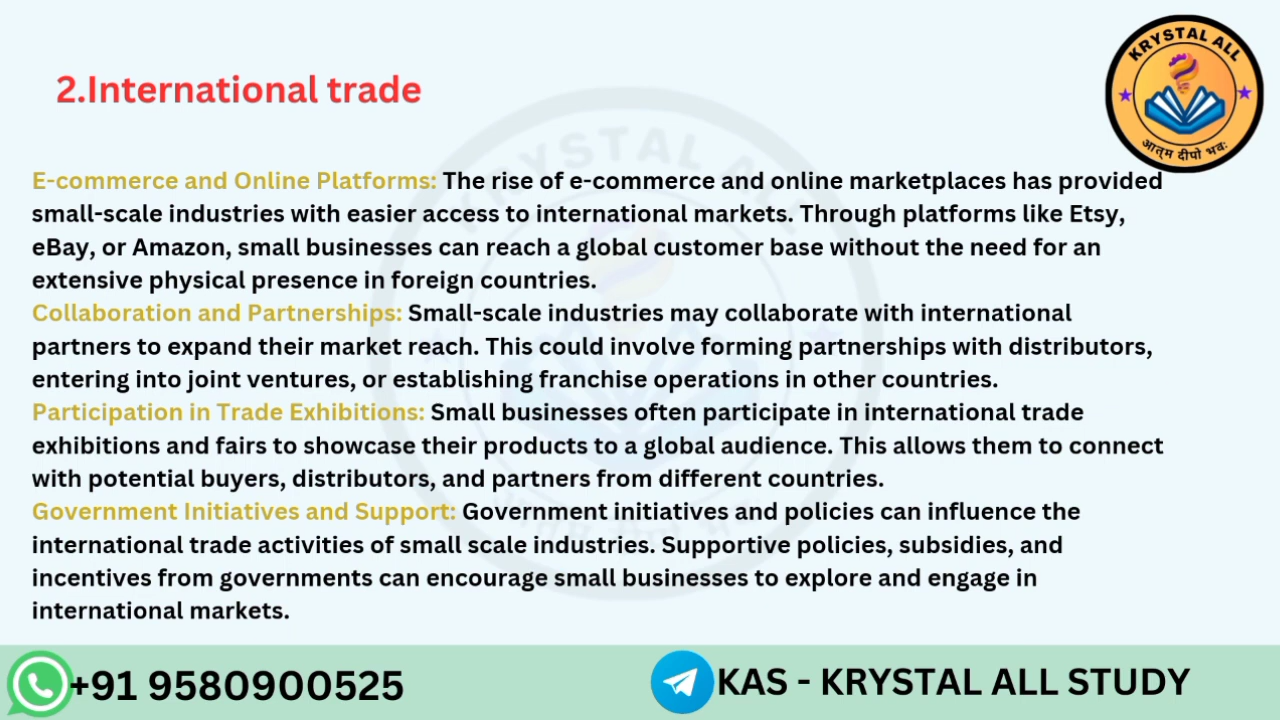 KRYSTAL ALL
आत्म दीपो भवः
2.International trade
E-commerce and Online Platforms: The rise of e-commerce and online marketplaces has provided
small-scale industries with easier access to international markets. Through platforms like Etsy,
eBay, or Amazon, small businesses can reach a global customer base without the need for an
extensive physical presence in foreign countries.
Collaboration and Partnerships: Small-scale industries may collaborate with international
partners to expand their market reach. This could involve forming partnerships with distributors,
entering into joint ventures, or establishing franchise operations in other countries.
Participation in Trade Exhibitions: Small businesses often participate in international trade
exhibitions and fairs to showcase their products to a global audience. This allows them to connect
with potential buyers, distributors, and partners from different countries.
Government Initiatives and Support: Government initiatives and policies can influence the
international trade activities of small scale industries. Supportive policies, subsidies, and
incentives from governments can encourage small businesses to explore and engage in
international markets.
+91 9580900525
KAS - KRYSTAL ALL STUDY